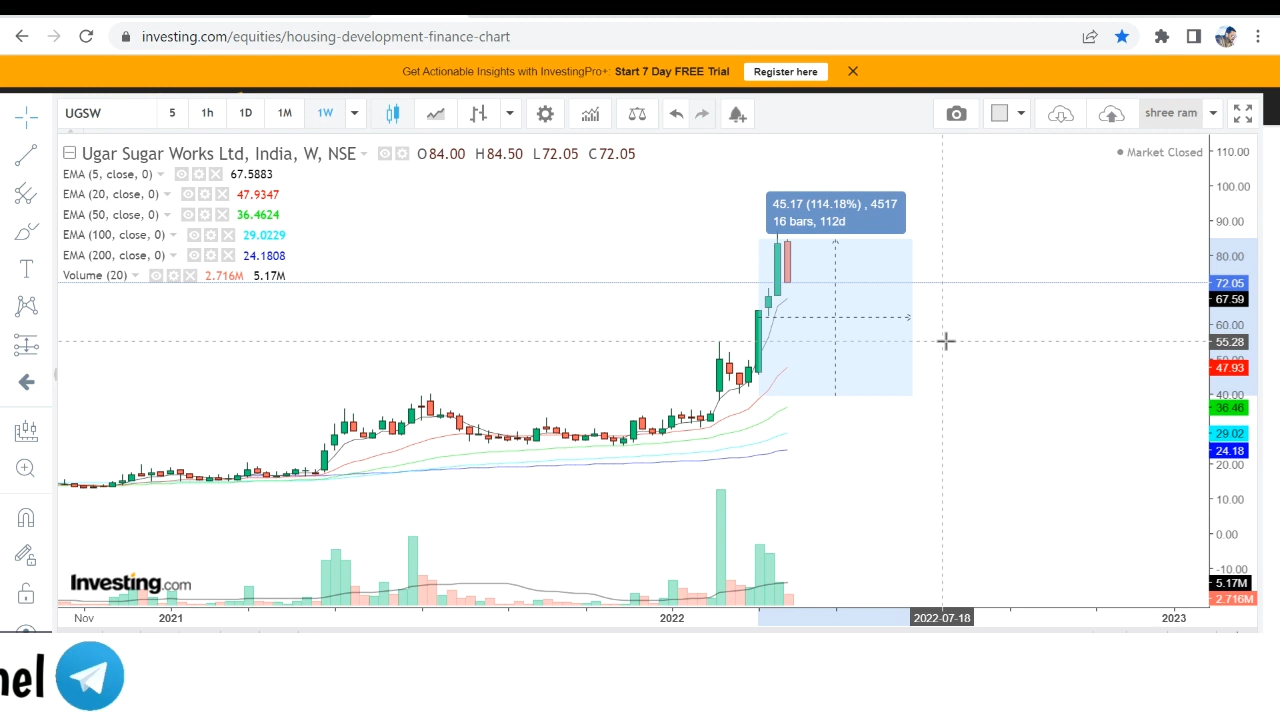 investing.com/equities/housing-development-finance-chart
Get Actionable Insights with InvestingPro+: Start 7 Day FREE Trial Register here
UGSW 5 1h 1D 1M 1W shree ram
Ugar Sugar Works Ltd, India, W, NSE O84.00 H84.50 L72.05 C72.05
Market Closed
EMA (5, close, 0) 67.5883
EMA (20, close, 0) 47.9347
EMA (50, close, 0) 36.4624
EMA (100, close, 0) 29.0229
EMA (200, close, 0) 24.1808
Volume (20) 2.716M 5.17M
45.17 (114.18%) , 4517
16 bars, 112d
110.00
100.00
90.00
80.00
72.05
67.59
60.00
55.28
47.93
40.00
36.46
29.02
24.18
20.00
10.00
0.00
-10.00
5.17M
2.716M
Investing.com
Nov 2021 2022 2022-07-18 2023
nel